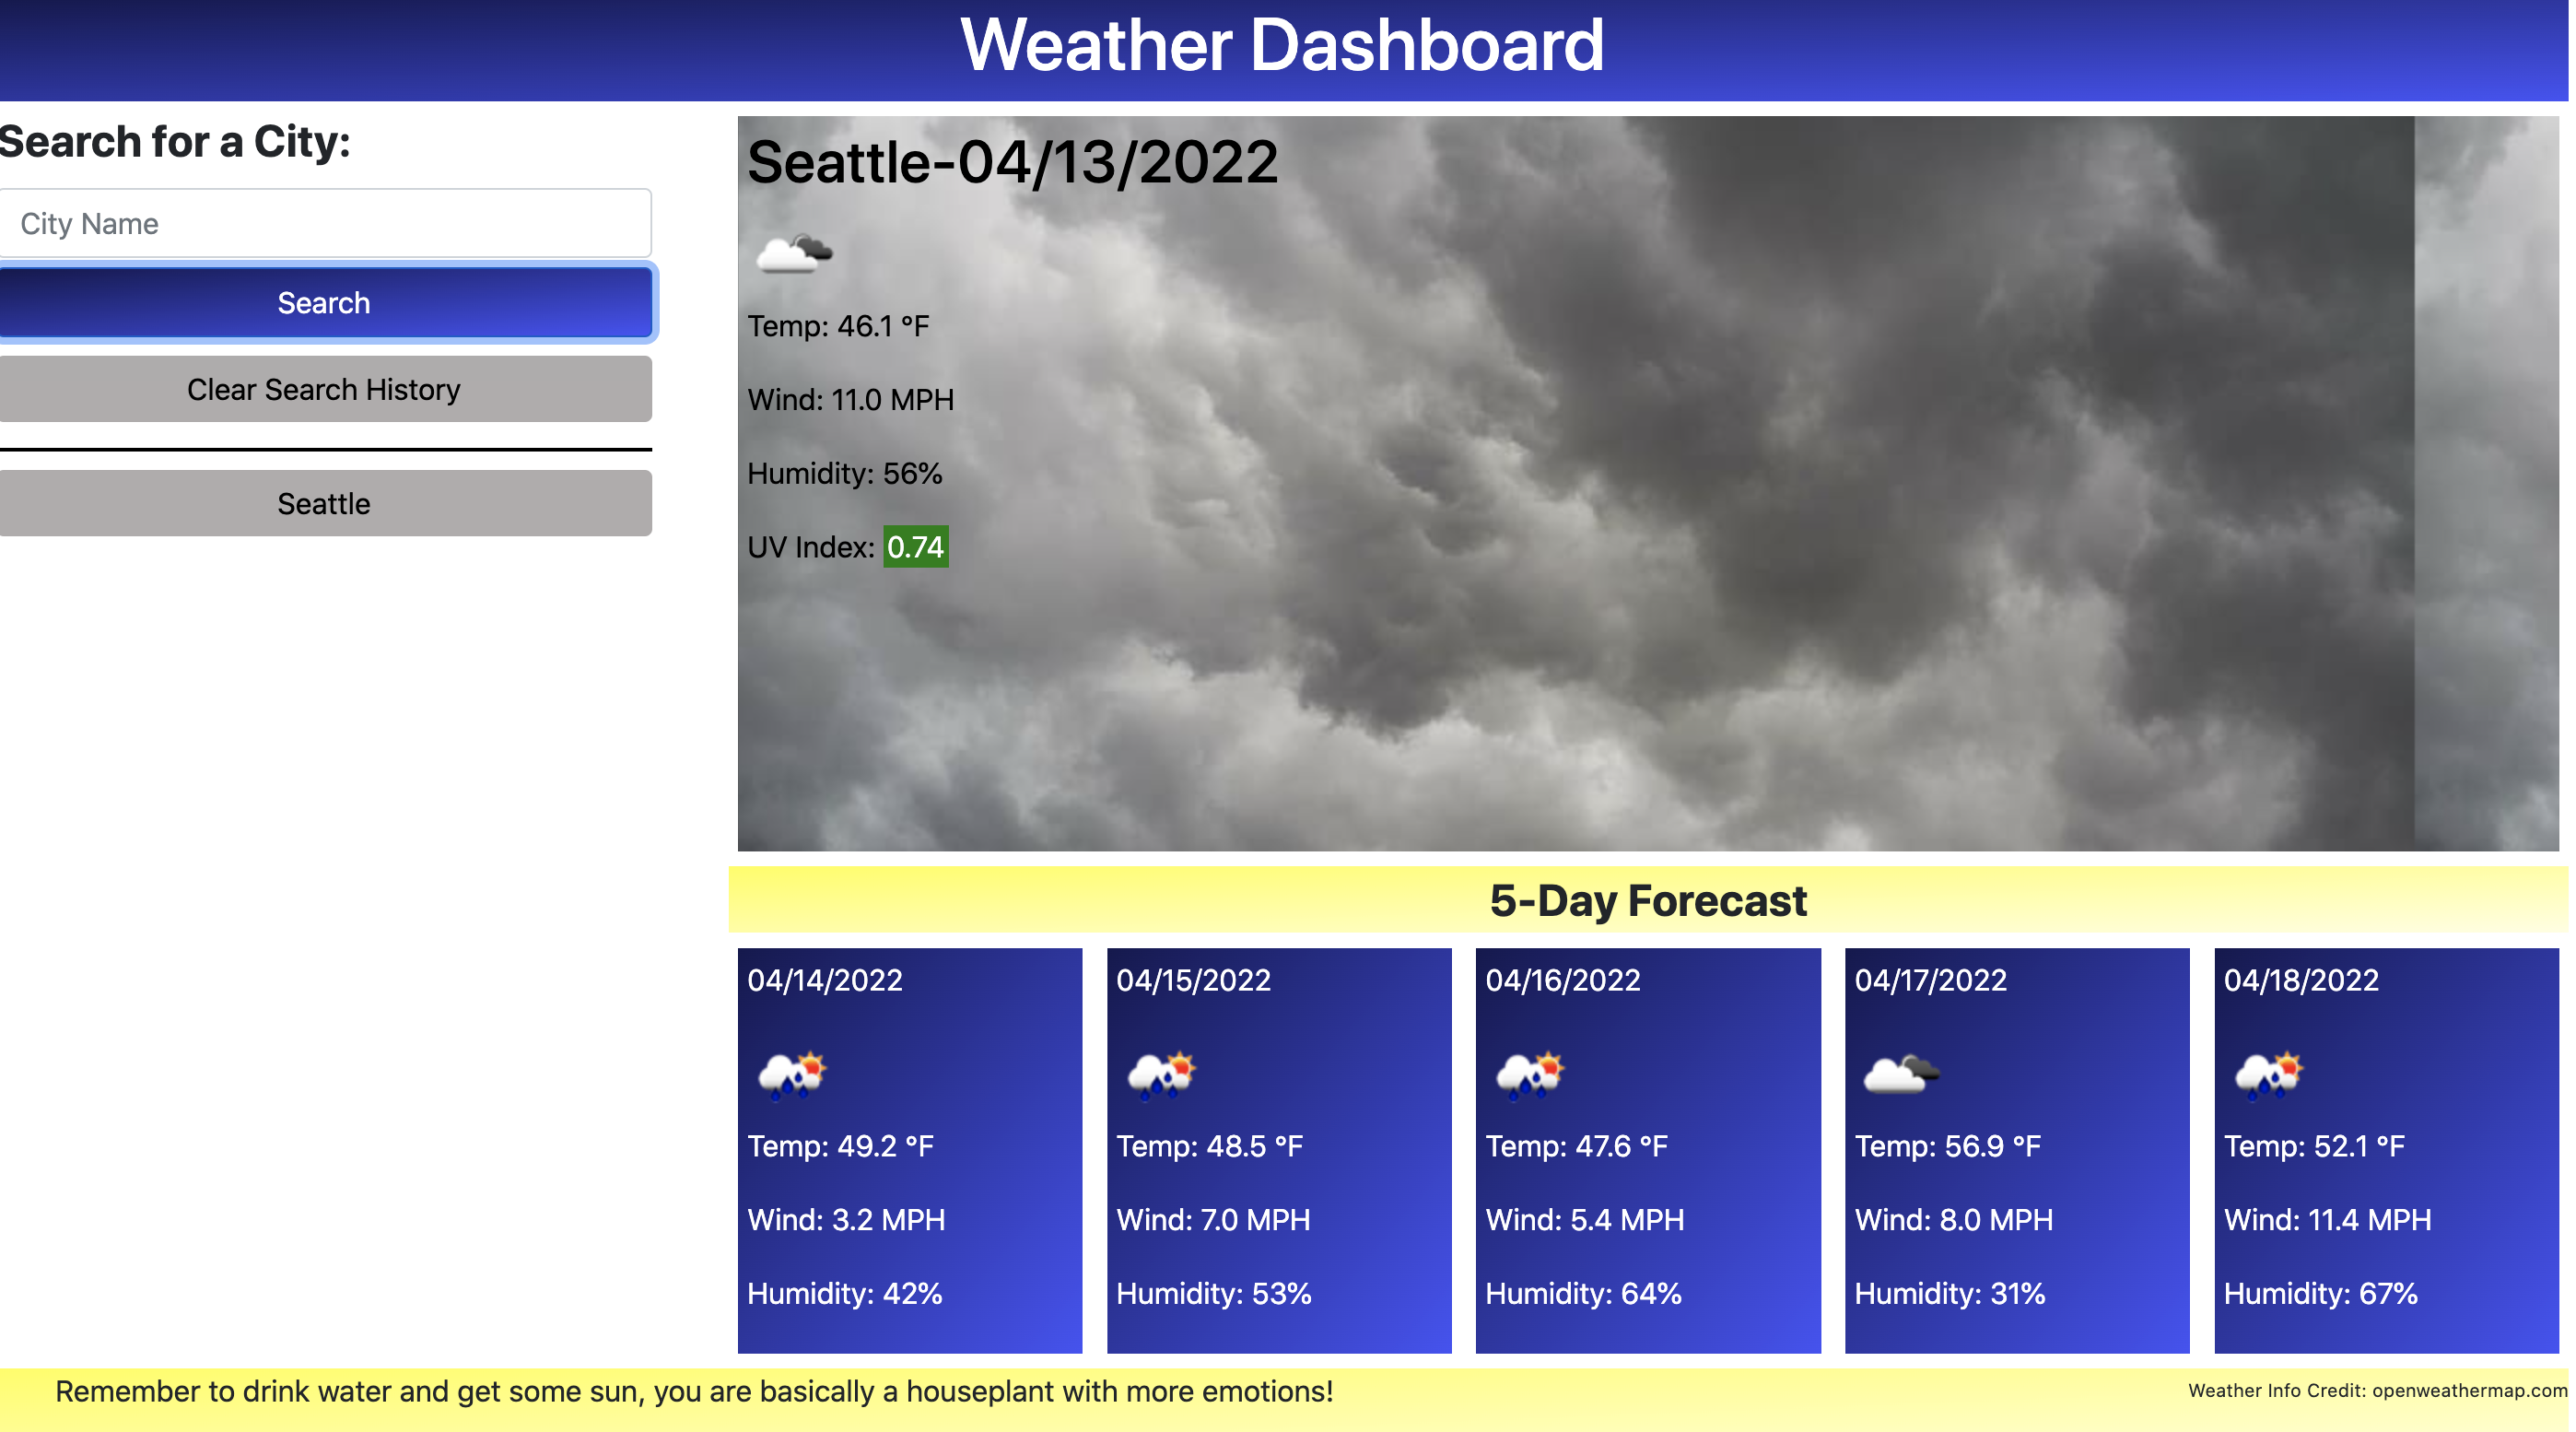 Weather Dashboard
Search for a City:
City Name
Search
Clear Search History
Seattle
Seattle-04/13/2022
Temp: 46.1 °F
Wind: 11.0 MPH
Humidity: 56%
UV Index: 0.74
5-Day Forecast
04/14/2022
Temp: 49.2 °F
Wind: 3.2 MPH
Humidity: 42%
04/15/2022
Temp: 48.5 °F
Wind: 7.0 MPH
Humidity: 53%
04/16/2022
Temp: 47.6 °F
Wind: 5.4 MPH
Humidity: 64%
04/17/2022
Temp: 56.9 °F
Wind: 8.0 MPH
Humidity: 31%
04/18/2022
Temp: 52.1 °F
Wind: 11.4 MPH
Humidity: 67%
Remember to drink water and get some sun, you are basically a houseplant with more emotions!
Weather Info Credit: openweathermap.com